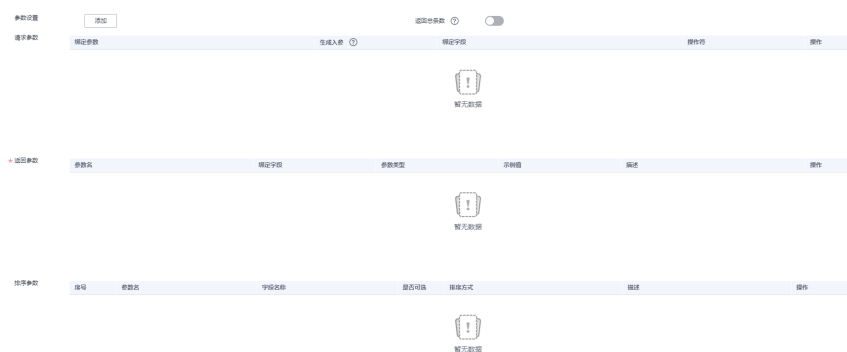 参数设置 添加 返回总条数 ?
请求参数
绑定参数 生成入参 ? 绑定字段 操作符 操作
暂无数据
* 返回参数
参数名 绑定字段 参数类型 示例值 描述 操作
暂无数据
排序参数
序号 参数名 字段名称 是否可选 排序方式 描述 操作
暂无数据